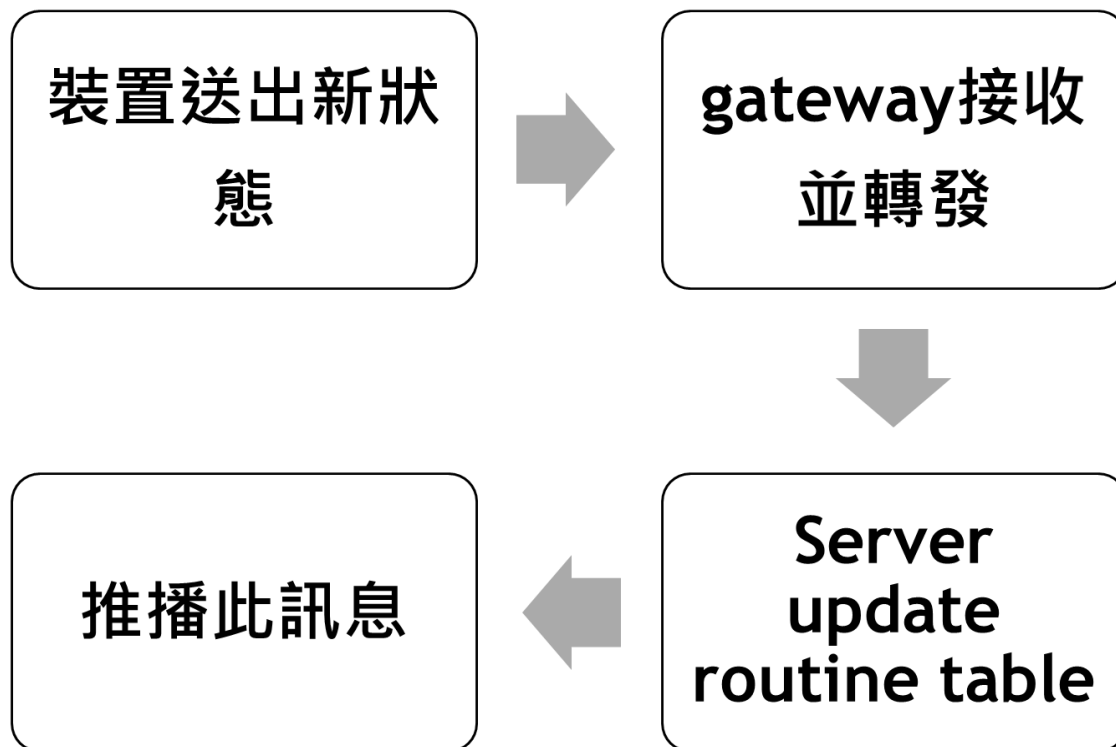 裝置送出新狀
態
gateway接收
並轉發
Server
update
routine table
推播此訊息